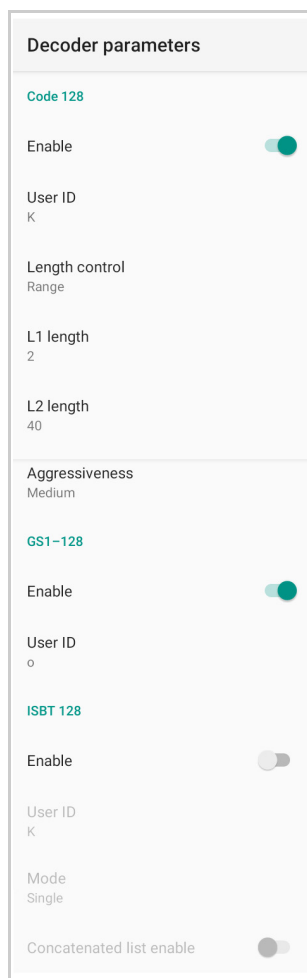 Decoder parameters
Code 128
Enable
User ID
K
Length control
Range
L1 length
2
L2 length
40
Aggressiveness
Medium
GS1-128
Enable
User ID
o
ISBT 128
Enable
User ID
K
Mode
Single
Concatenated list enable